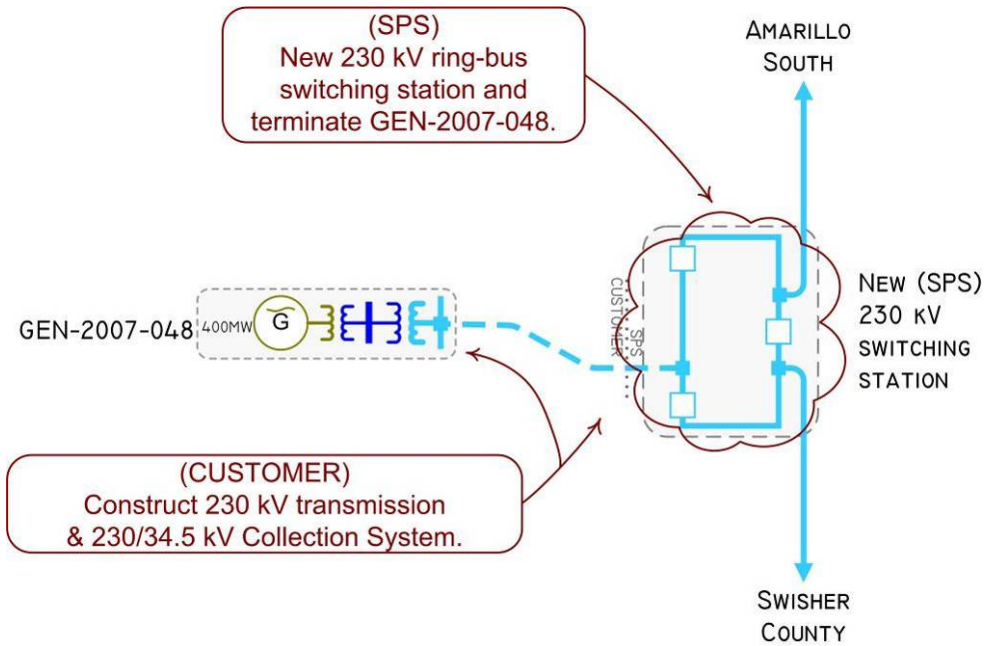 (SPS)
New 230 kV ring-bus
switching station and
terminate GEN-2007-048.
AMARILLO
SOUTH
GEN-2007-048
400MW
G
CUSTOMER
SPS
NEW (SPS)
230 KV
SWITCHING
STATION
(CUSTOMER)
Construct 230 kV transmission
& 230/34.5 kV Collection System.
SWISHER
COUNTY